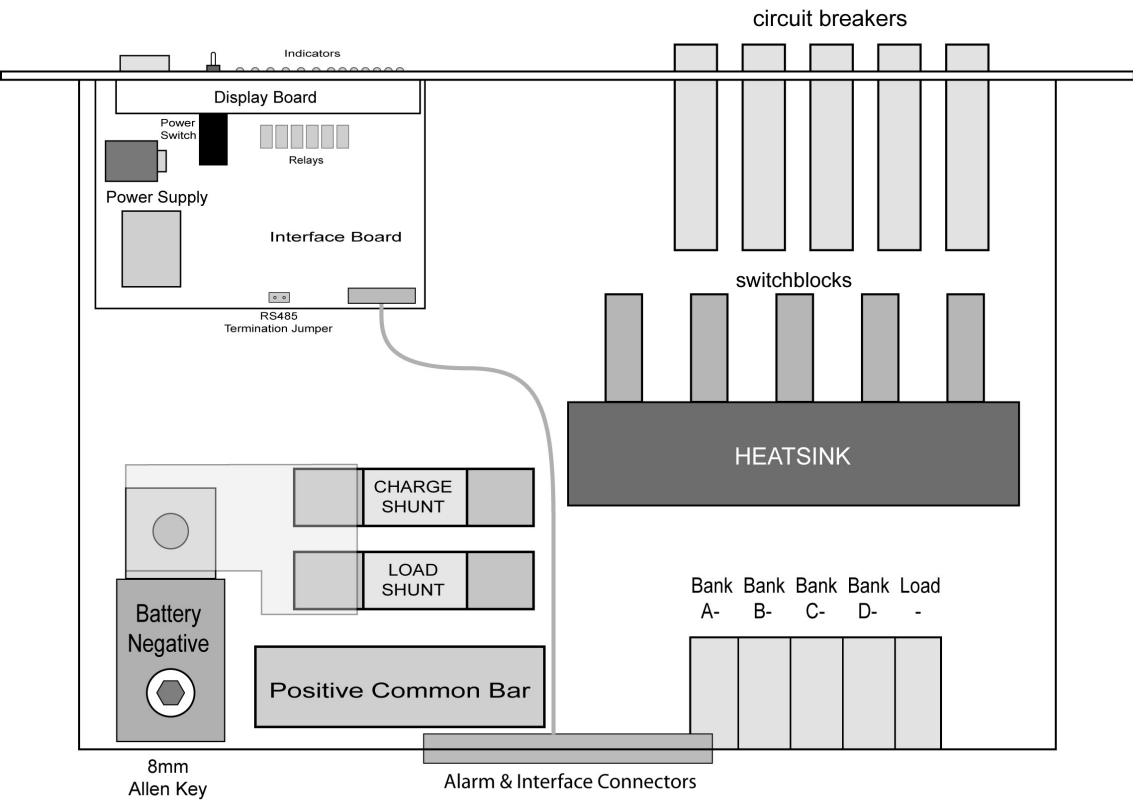 circuit breakers
Indicators
Display Board
Power
Switch
Relays
Power Supply
Interface Board
switchblocks
RS485
Termination Jumper
HEATSINK
CHARGE
SHUNT
LOAD
SHUNT
Bank Bank Bank Bank Load
A- B- C- D- -
Battery
Negative
Positive Common Bar
8mm
Allen Key
Alarm & Interface Connectors